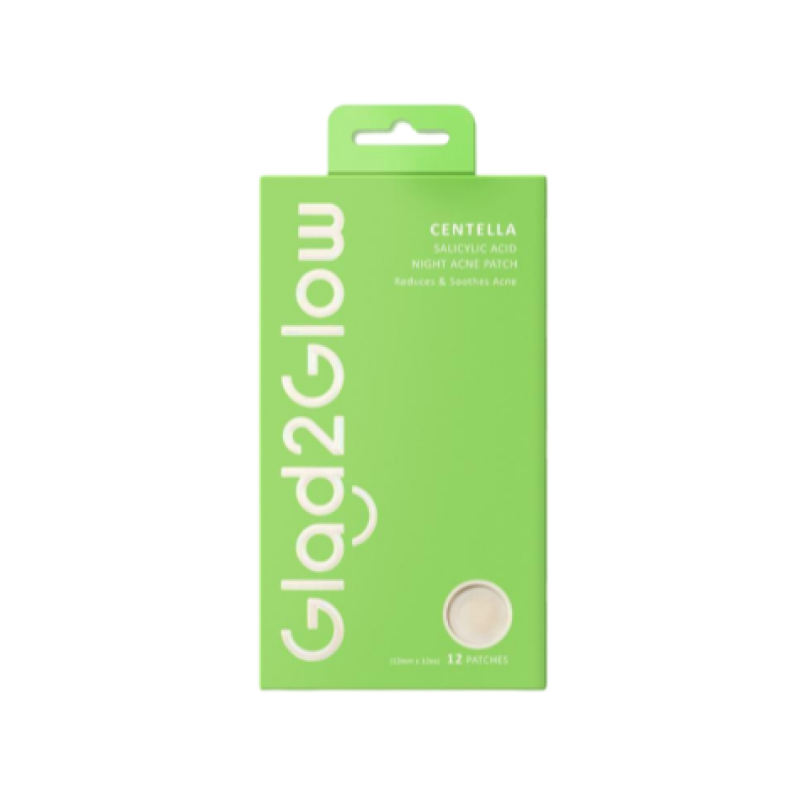 Glad2Glow
CENTELLA
SALICYLIC ACID
NIGHT ACNE PATCH
Reduces & Soothes Acne
12 PATCHES